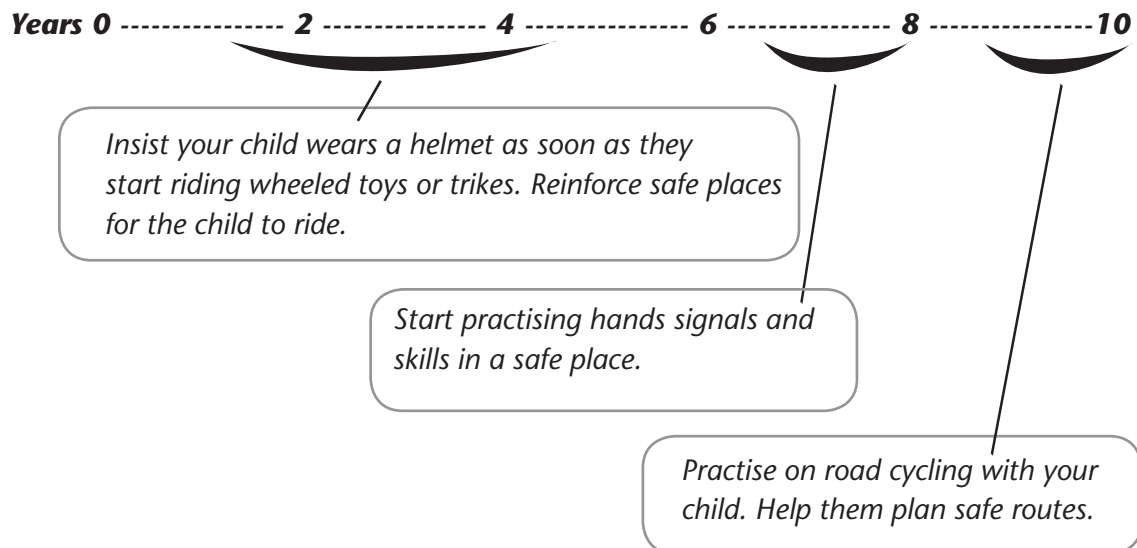 Years 0 --------------- 2 --------------- 4 --------------- 6 --------------- 8 ---------------10
Insist your child wears a helmet as soon as they
start riding wheeled toys or trikes. Reinforce safe places
for the child to ride.
Start practising hands signals and
skills in a safe place.
Practise on road cycling with your
child. Help them plan safe routes.